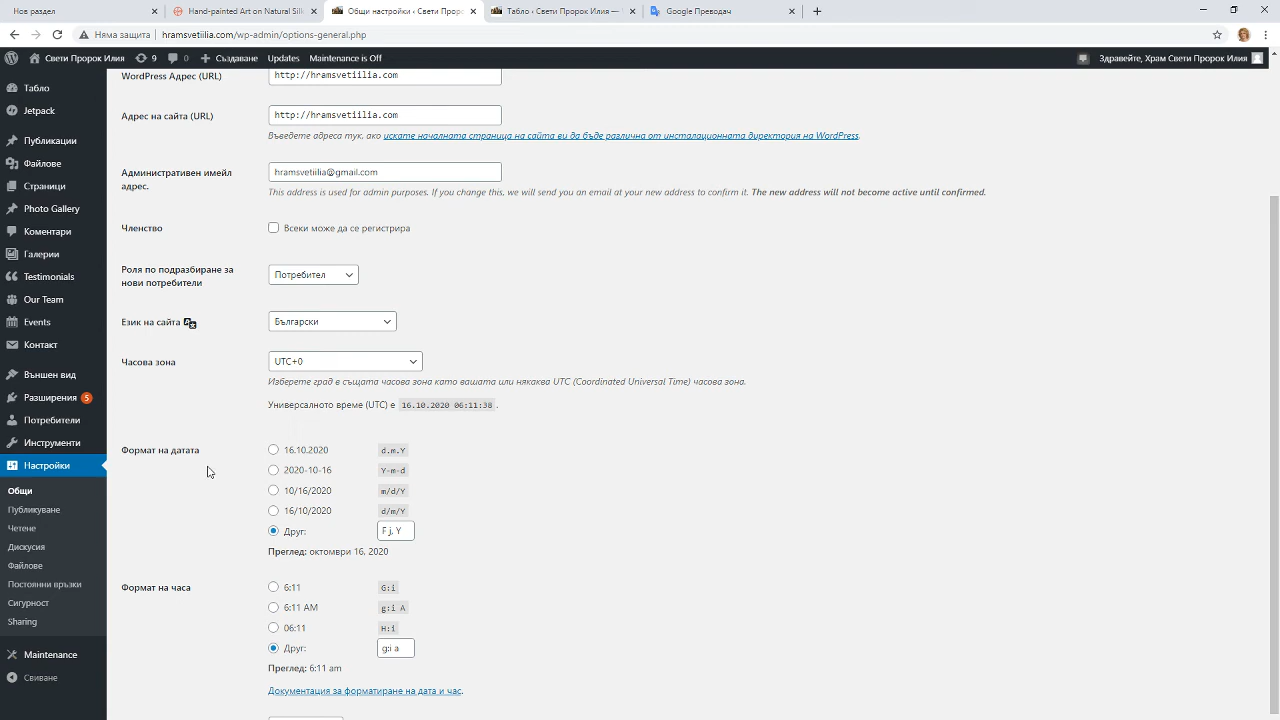 Нов раздел
Hand-painted Art on Natural Silk
Общи настройки ‹ Свети Проро
Табло ‹ Свети Пророк Илия —
Google Преводач
Няма защита
hramsvetiilia.com/wp-admin/options-general.php
Свети Пророк Илия
9
0
Създаване
Updates
Maintenance is Off
Здравейте, Храм Свети Пророк Илия
Табло
Jetpack
Публикации
Файлове
Страници
Photo Gallery
Коментари
Галерии
Testimonials
Our Team
Events
Контакт
Външен вид
Разширения 5
Потребители
Инструменти
Настройки
Общи
Публикуване
Четене
Дискусия
Файлове
Постоянни връзки
Сигурност
Sharing
Maintenance
Свиване
WordPress Адрес (URL)
http://hramsvetiilia.com
Адрес на сайта (URL)
http://hramsvetiilia.com
Въведете адреса тук, ако искате началната страница на сайта ви да бъде различна от инсталационната директория на WordPress.
Административен имейл
адрес.
hramsvetiilia@gmail.com
This address is used for admin purposes. If you change this, we will send you an email at your new address to confirm it. The new address will not become active until confirmed.
Членство
Всеки може да се регистрира
Роля по подразбиране за
нови потребители
Потребител
Език на сайта
Български
Часова зона
UTC+0
Изберете град в същата часова зона като вашата или някаква UTC (Coordinated Universal Time) часова зона.
Универсалното време (UTC) е 16.10.2020 06:11:38 .
Формат на датата
16.10.2020 d.m.Y
2020-10-16 Y-m-d
10/16/2020 m/d/Y
16/10/2020 d/m/Y
Друг: F j, Y
Преглед: октомври 16, 2020
Формат на часа
6:11 G:i
6:11 AM g:i A
06:11 H:i
Друг: g:i a
Преглед: 6:11 am
Документация за форматиране на дата и час.